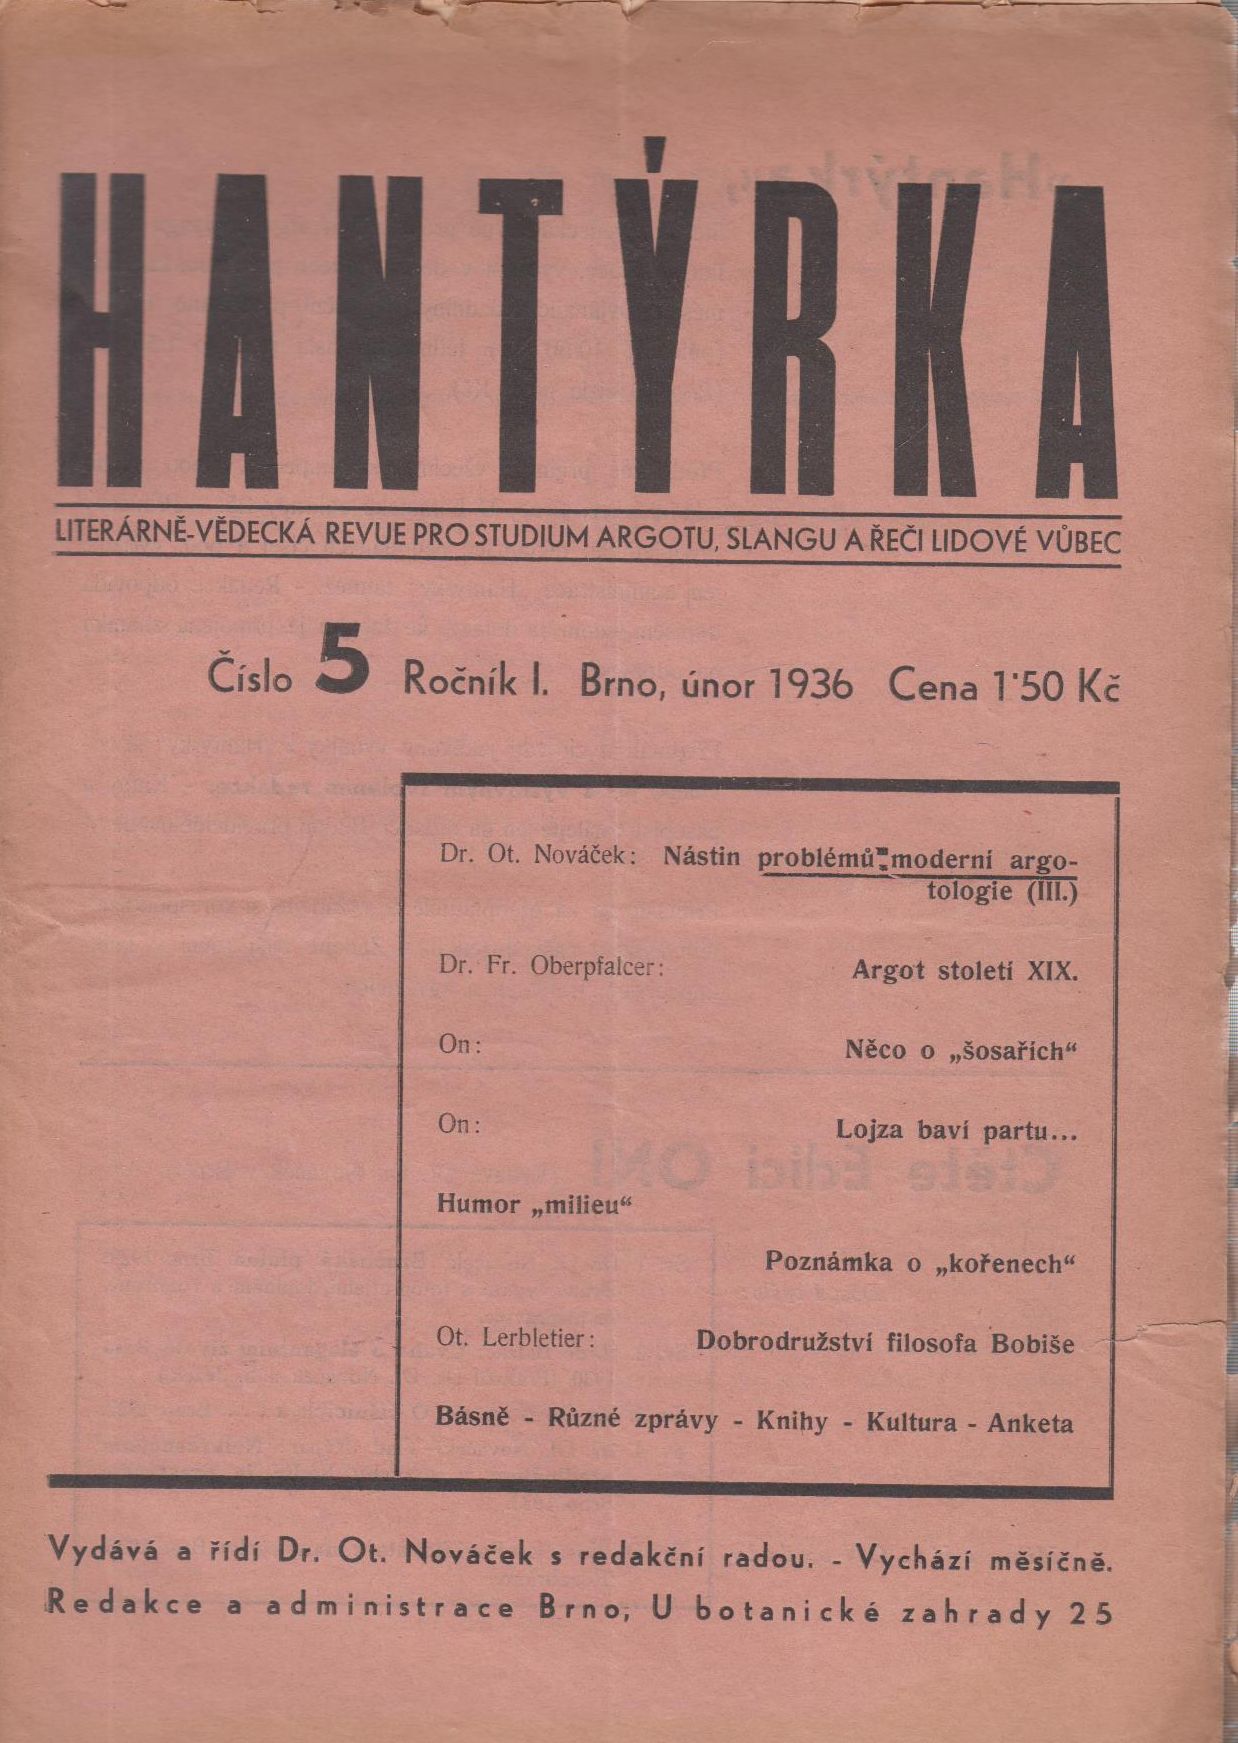 HANTÝRKA
LITERÁRNĚ-VĚDECKÁ REVUE PRO STUDIUM ARGOTU, SLANGU A ŘEČI LIDOVÉ VŮBEC
Číslo 5 Ročník I. Brno, únor 1936 Cena 1'50 Kč
Dr. Ot. Nováček: Nástin problémů moderní argo-
tologie (III.)
Dr. Fr. Oberpfalcer: Argot století XIX.
On: Něco o „šosařích“
On: Lojza baví partu...
Humor „milieu“
Poznámka o „kořenech“
Ot. Lerbletier: Dobrodružství filosofa Bobiše
Básně - Různé zprávy - Knihy - Kultura - Anketa
Vydává a řídí Dr. Ot. Nováček s redakční radou. - Vychází měsíčně.
Redakce a administrace Brno, U botanické zahrady 25